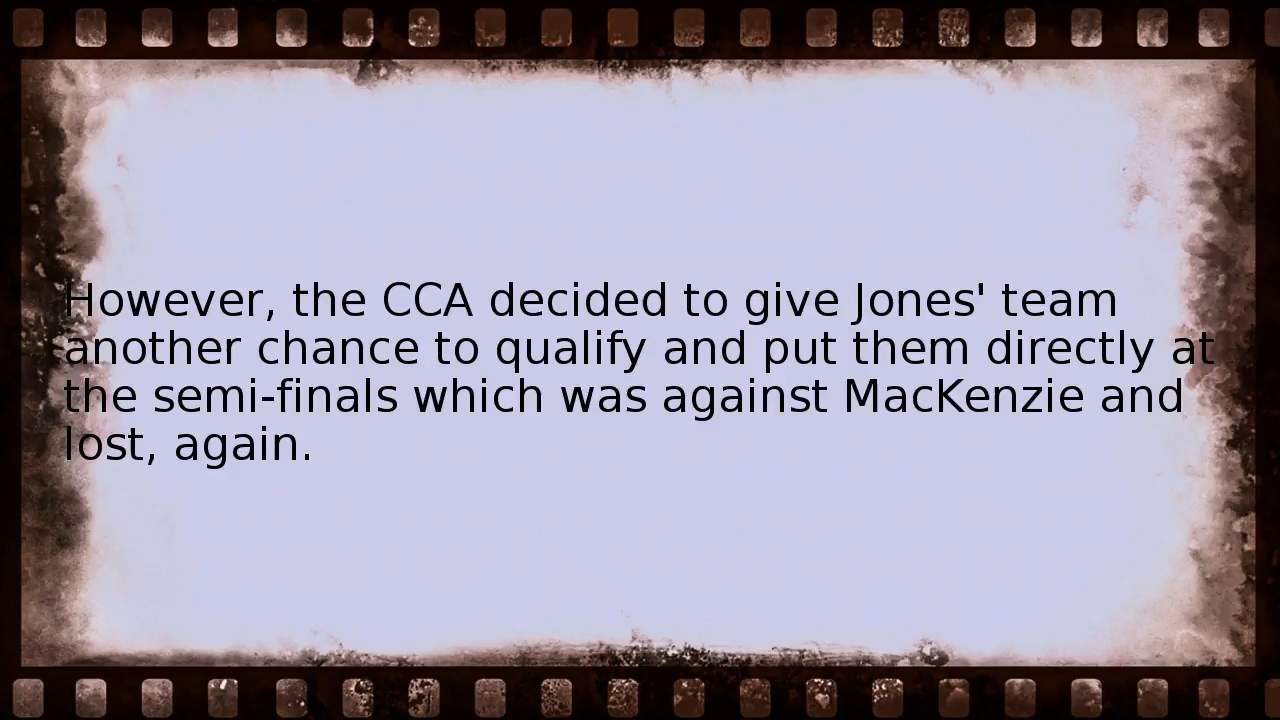 However, the CCA decided to give Jones' team
another chance to qualify and put them directly at
the semi-finals which was against MacKenzie and
lost, again.